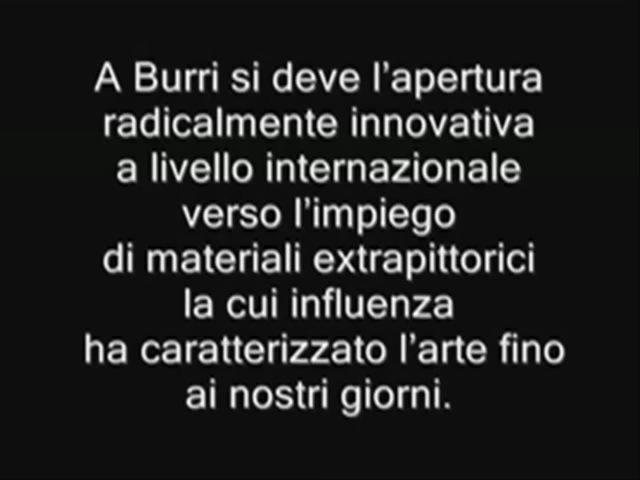 A Burri si deve l'apertura
radicalmente innovativa
a livello internazionale
verso l'impiego
di materiali extrapittorici
la cui influenza
ha caratterizzato l'arte fino
ai nostri giorni.